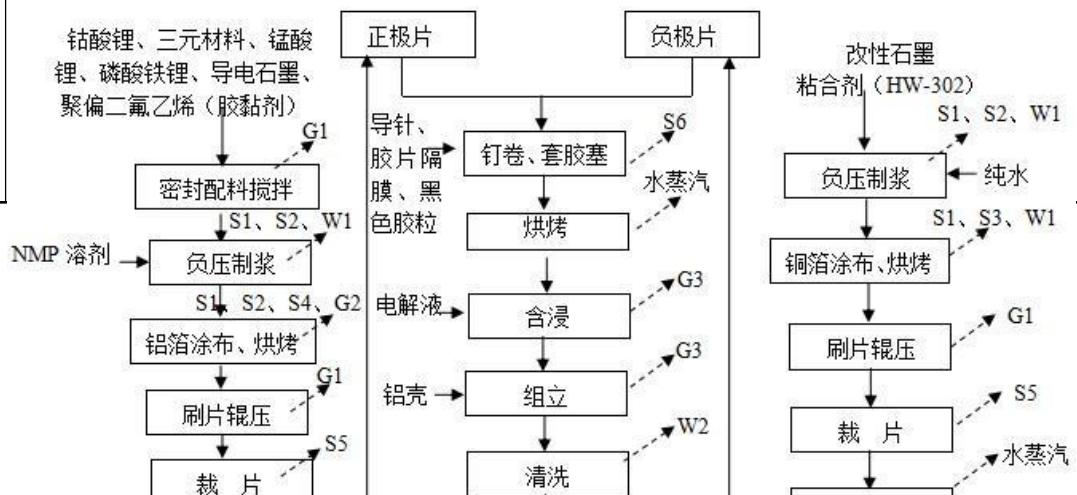 钴酸锂、三元材料、锰酸
锂、磷酸铁锂、导电石墨、
聚偏二氟乙烯（胶黏剂）
G1
密封配料搅拌
S1、S2、W1
NMP 溶剂
负压制浆
S1、S2、S4、G2
铝箔涂布、烘烤
G1
刷片辊压
S5
裁 片
正极片
负极片
导针、
胶片隔
膜、黑
色胶粒
S6
钉卷、套胶塞
水蒸汽
烘烤
电解液
G3
含浸
G3
铝壳
组立
W2
清洗
改性石墨
粘合剂（HW-302）
S1、S2、W1
负压制浆
纯水
S1、S3、W1
铜箔涂布、烘烤
G1
刷片辊压
S5
裁 片
水蒸汽